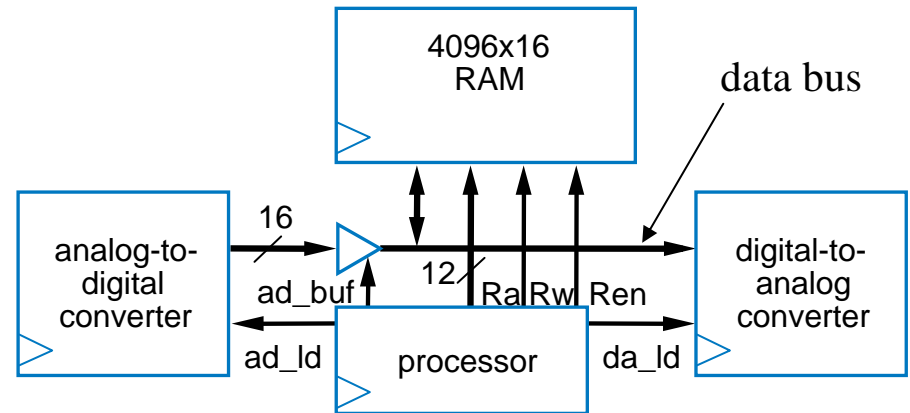 4096x16
RAM
data bus
16
analog-to-
digital
converter
12
digital-to-
analog
converter
ad_buf
Ra
Rw
Ren
ad_ld
processor
da_ld